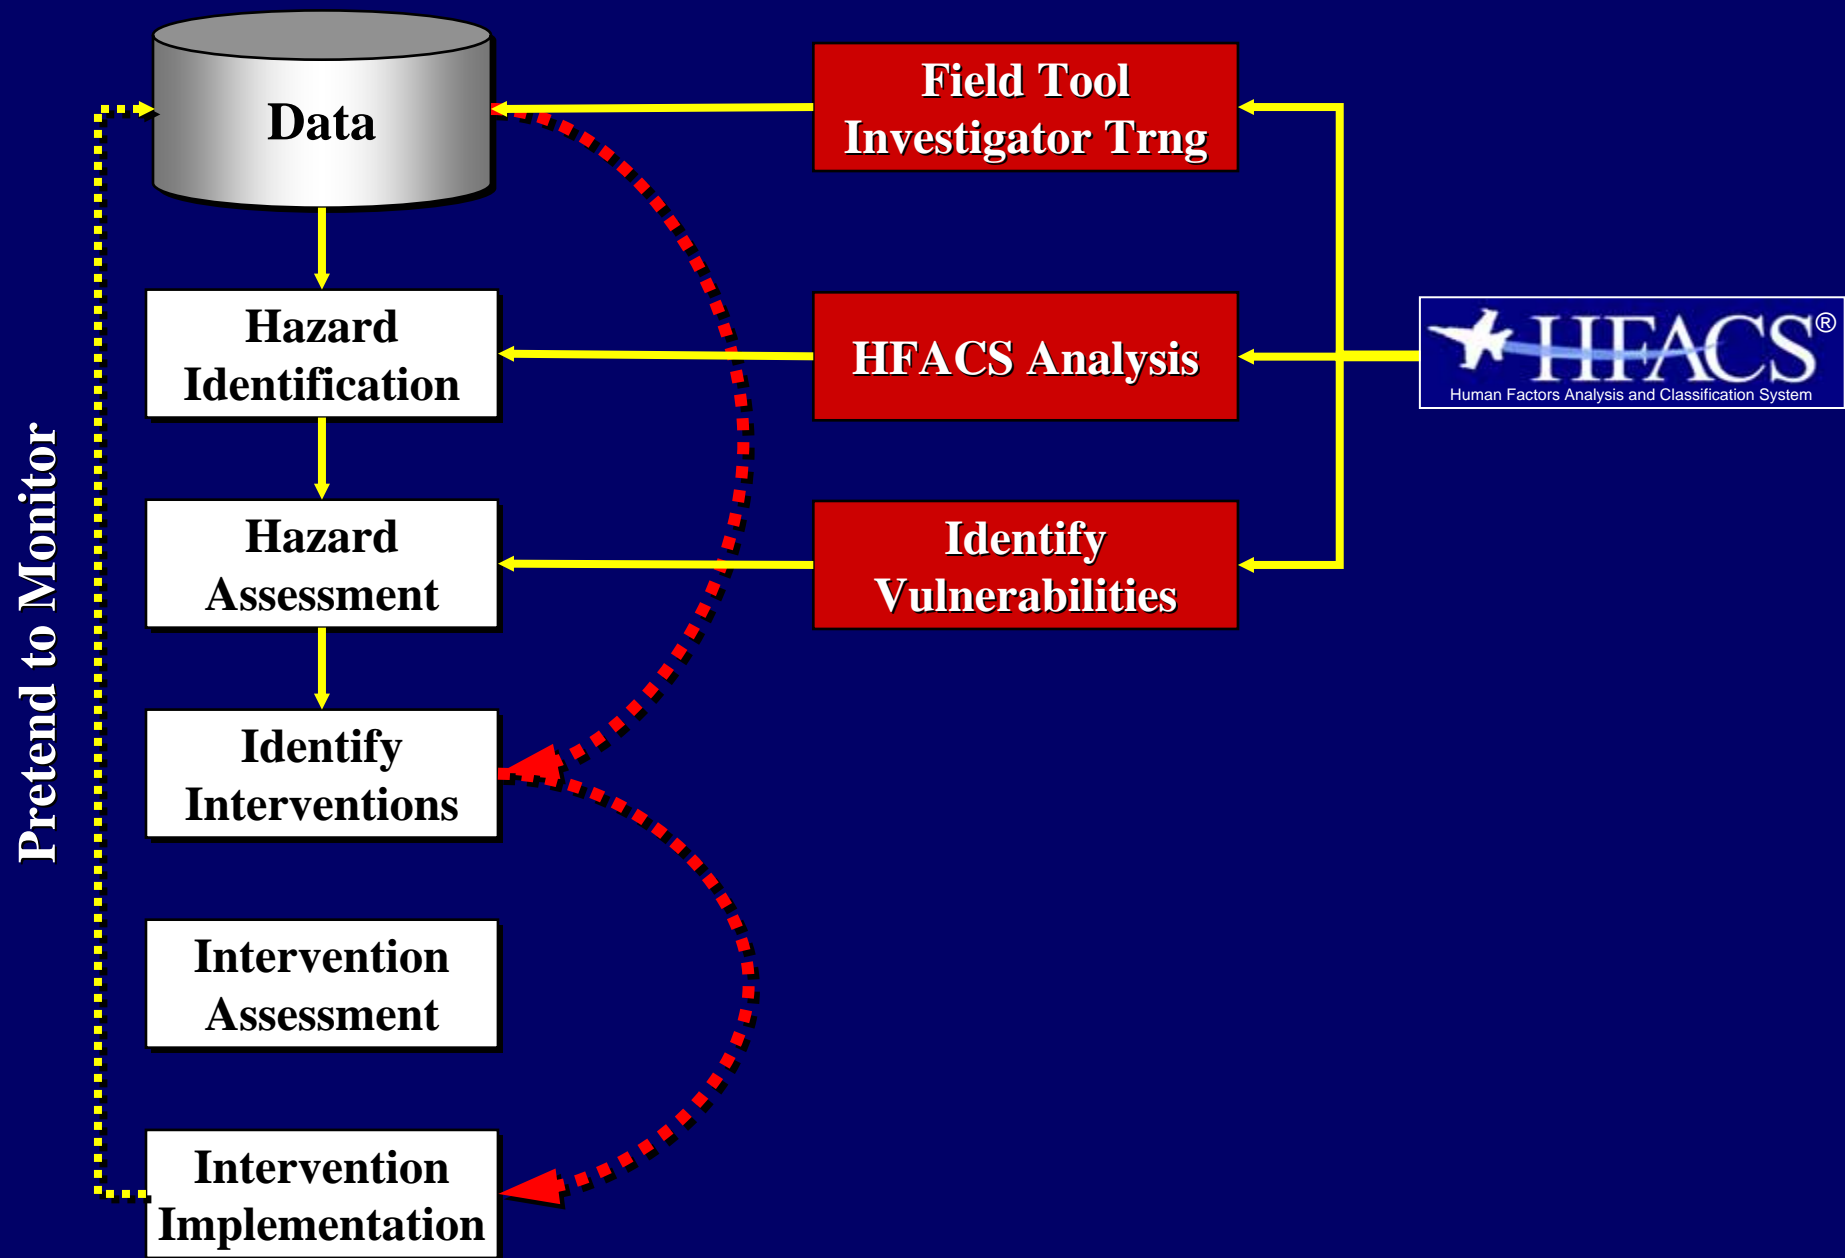 Data
Field Tool
Investigator Trng
Hazard
Identification
HFACS Analysis
HFACS®
Human Factors Analysis and Classification System
Hazard
Assessment
Identify
Vulnerabilities
Pretend to Monitor
Identify
Interventions
Intervention
Assessment
Intervention
Implementation